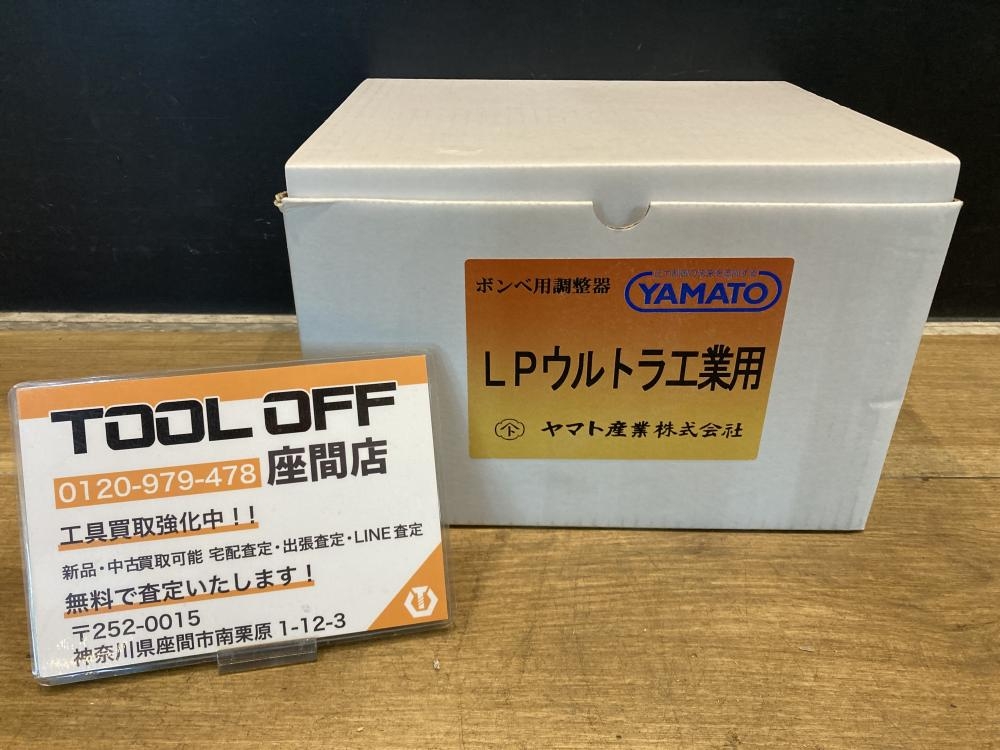 ボンベ用調整器
YAMATO
LPウルトラ工業用
ヤマト産業株式会社
TOOL OFF
0120-979-478 座間店
工具買取強化中！！
新品・中古買取可能 宅配査定・出張査定・LINE査定
無料で査定いたします！
〒252-0015
神奈川県座間市南栗原 1-12-3